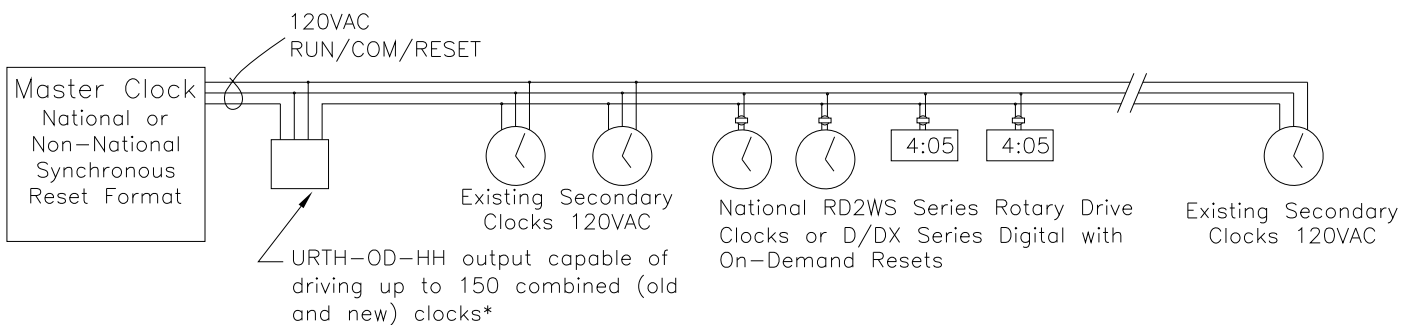 120VAC
RUN/COM/RESET
Master Clock
National or
Non-National
Synchronous
Reset Format
4:05
4:05
Existing Secondary
Clocks 120VAC
National RD2WS Series Rotary Drive
Clocks or D/DX Series Digital with
On-Demand Resets
Existing Secondary
Clocks 120VAC
URTH-OD-HH output capable of
driving up to 150 combined (old
and new) clocks*